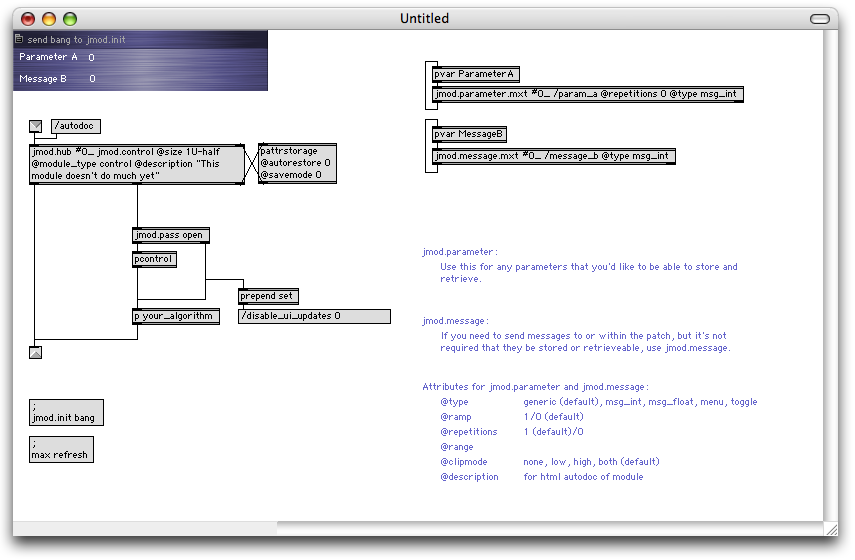 Untitled
send bang to jmod.init
Parameter A 0
Message B 0
/autodoc
jmod.hub #0_ jmod.control @size 1U-half
@module_type control @description "This
module doesn't do much yet"
pattrstorage
@autorestore 0
@savemode 0
jmod.pass open
pcontrol
prepend set
p your_algorithm
/disable_ui_updates 0
;
jmod.init bang
;
max refresh
pvar ParameterA
jmod.parameter.mxt #0_ /param_a @repetitions 0 @type msg_int
pvar MessageB
jmod.message.mxt #0_ /message_b @type msg_int
jmod.parameter:
Use this for any parameters that you'd like to be able to store and
retrieve.
jmod.message:
If you need to send messages to or within the patch, but it's not
required that they be stored or retrieveable, use jmod.message.
Attributes for jmod.parameter and jmod.message:
@type generic (default), msg_int, msg_float, menu, toggle
@ramp 1/0 (default)
@repetitions 1 (default)/0
@range
@clipmode none, low, high, both (default)
@description for html autodoc of module